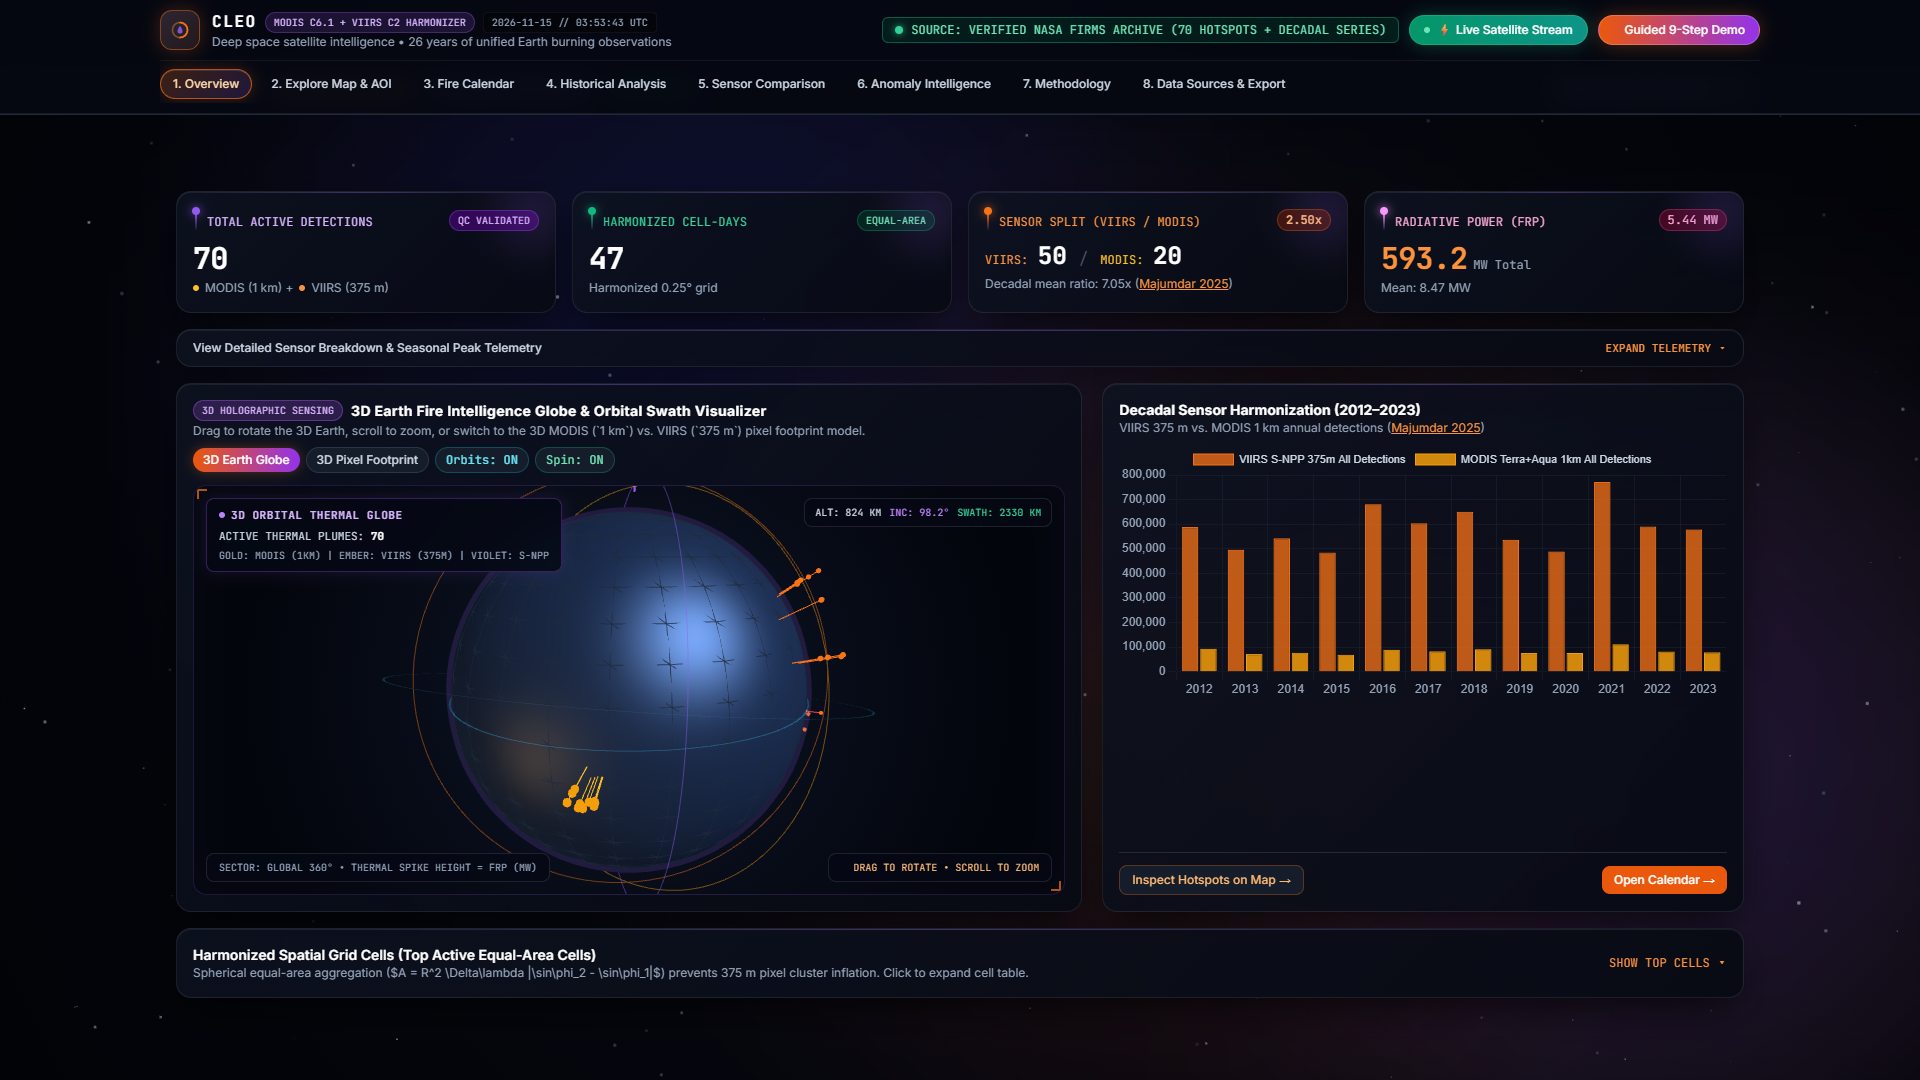 CLEO
MODIS C6.1 + VIIRS C2 HARMONIZER
2026-11-15 // 03:53:43 UTC
Deep space satellite intelligence • 26 years of unified Earth burning observations
SOURCE: VERIFIED NASA FIRMS ARCHIVE (70 HOTSPOTS + DECADAL SERIES)
Live Satellite Stream
Guided 9-Step Demo
1. Overview
2. Explore Map & AOI
3. Fire Calendar
4. Historical Analysis
5. Sensor Comparison
6. Anomaly Intelligence
7. Methodology
8. Data Sources & Export
TOTAL ACTIVE DETECTIONS
QC VALIDATED
70
MODIS (1 km) + VIIRS (375 m)
HARMONIZED CELL-DAYS
EQUAL-AREA
47
Harmonized 0.25° grid
SENSOR SPLIT (VIIRS / MODIS)
2.50x
VIIRS: 50 / MODIS: 20
Decadal mean ratio: 7.05x (Majumdar 2025)
RADIATIVE POWER (FRP)
5.44 MW
593.2 MW Total
Mean: 8.47 MW
View Detailed Sensor Breakdown & Seasonal Peak Telemetry
EXPAND TELEMETRY
3D HOLOGRAPHIC SENSING
3D Earth Fire Intelligence Globe & Orbital Swath Visualizer
Drag to rotate the 3D Earth, scroll to zoom, or switch to the 3D MODIS (`1 km`) vs. VIIRS (`375 m`) pixel footprint model.
3D Earth Globe
3D Pixel Footprint
Orbits: ON
Spin: ON
3D ORBITAL THERMAL GLOBE
ACTIVE THERMAL PLUMES: 70
GOLD: MODIS (1KM) | EMBER: VIIRS (375M) | VIOLET: S-NPP
ALT: 824 KM INC: 98.2° SWATH: 2330 KM
SECTOR: GLOBAL 360° • THERMAL SPIKE HEIGHT = FRP (MW)
DRAG TO ROTATE • SCROLL TO ZOOM
Decadal Sensor Harmonization (2012–2023)
VIIRS 375 m vs. MODIS 1 km annual detections (Majumdar 2025)
VIIRS S-NPP 375m All Detections
MODIS Terra+Aqua 1km All Detections
800,000
700,000
600,000
500,000
400,000
300,000
200,000
100,000
0
2012 2013 2014 2015 2016 2017 2018 2019 2020 2021 2022 2023
Inspect Hotspots on Map →
Open Calendar →
Harmonized Spatial Grid Cells (Top Active Equal-Area Cells)
Spherical equal-area aggregation ($A = R^2 \Delta\lambda |\sin\phi_2 - \sin\phi_1|$) prevents 375 m pixel cluster inflation. Click to expand cell table.
SHOW TOP CELLS